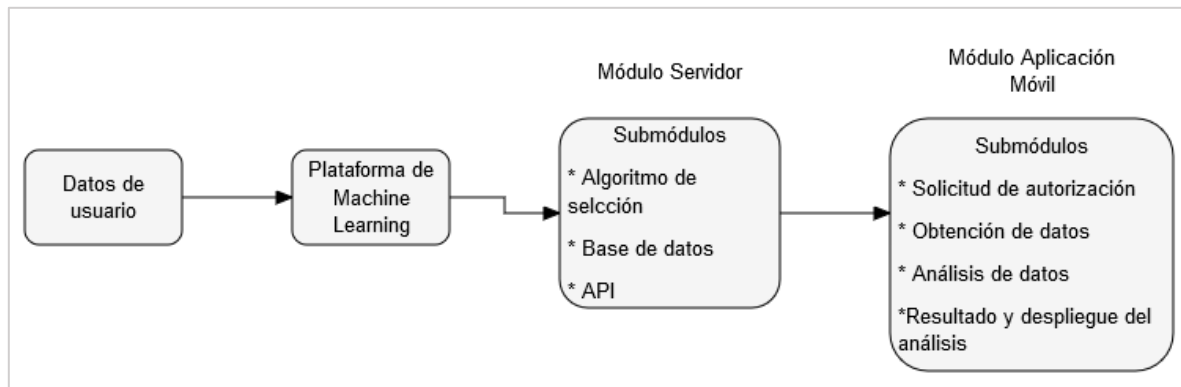 Datos de
usuario
Plataforma de
Machine
Learning
Módulo Servidor
Submódulos
* Algoritmo de
selcción
* Base de datos
* API
Módulo Aplicación
Móvil
Submódulos
* Solicitud de autorización
* Obtención de datos
* Análisis de datos
*Resultado y despliegue del
análisis